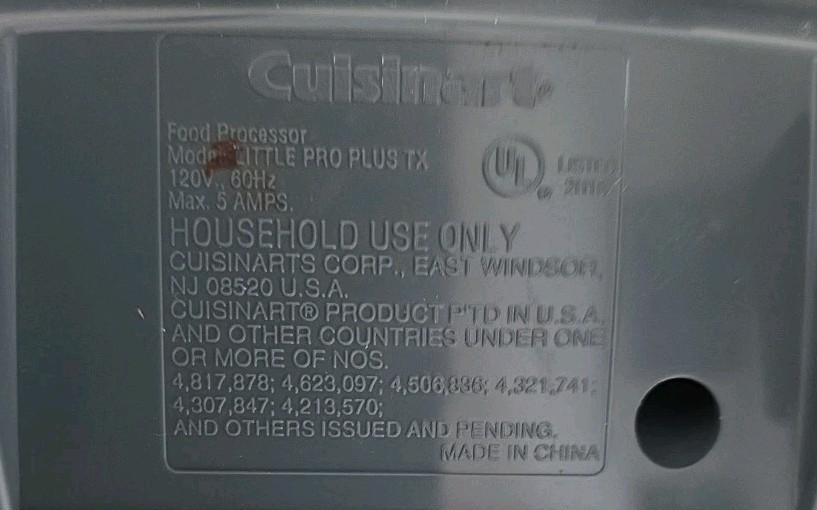 Cuisinart®
Food Processor
Model LITTLE PRO PLUS TX
120V., 60Hz
Max. 5 AMPS.
UL®
LISTED
HOUSEHOLD USE ONLY
CUISINARTS CORP., EAST WINDSOR,
NJ 08520 U.S.A.
CUISINART® PRODUCT P'TD IN U.S.A.
AND OTHER COUNTRIES UNDER ONE
OR MORE OF NOS.
4,817,878; 4,623,097; 4,506,836; 4,321,741;
4,307,847; 4,213,570;
AND OTHERS ISSUED AND PENDING.
MADE IN CHINA